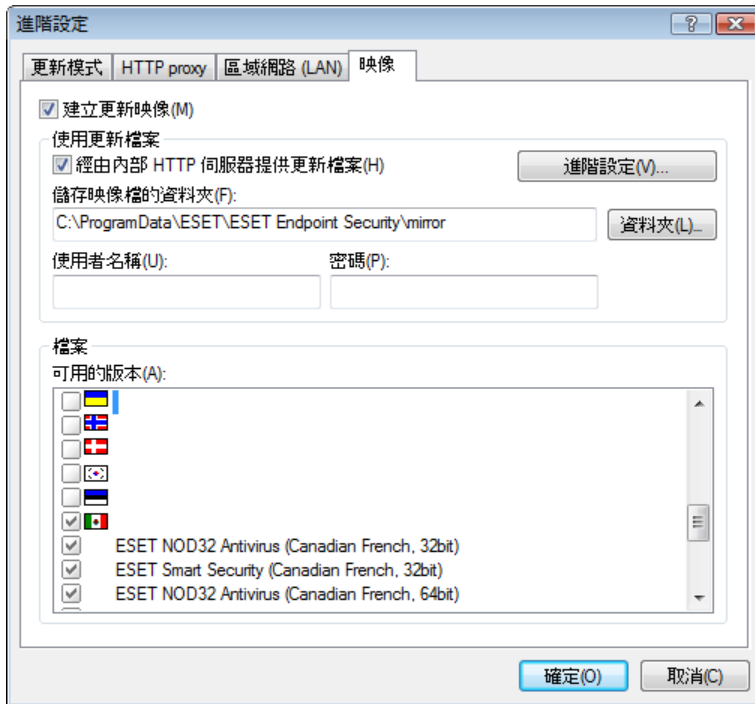 進階設定
更新模式 HTTP proxy 區域網路 (LAN) 映像
建立更新映像(M)
使用更新檔案
經由內部 HTTP 伺服器提供更新檔案(H) 進階設定(V)...
儲存映像檔的資料夾(F):
C:\ProgramData\ESET\ESET Endpoint Security\mirror 資料夾(L)...
使用者名稱(U): 密碼(P):
檔案
可用的版本(A):
ESET NOD32 Antivirus (Canadian French, 32bit)
ESET Smart Security (Canadian French, 32bit)
ESET NOD32 Antivirus (Canadian French, 64bit)
確定(O) 取消(C)